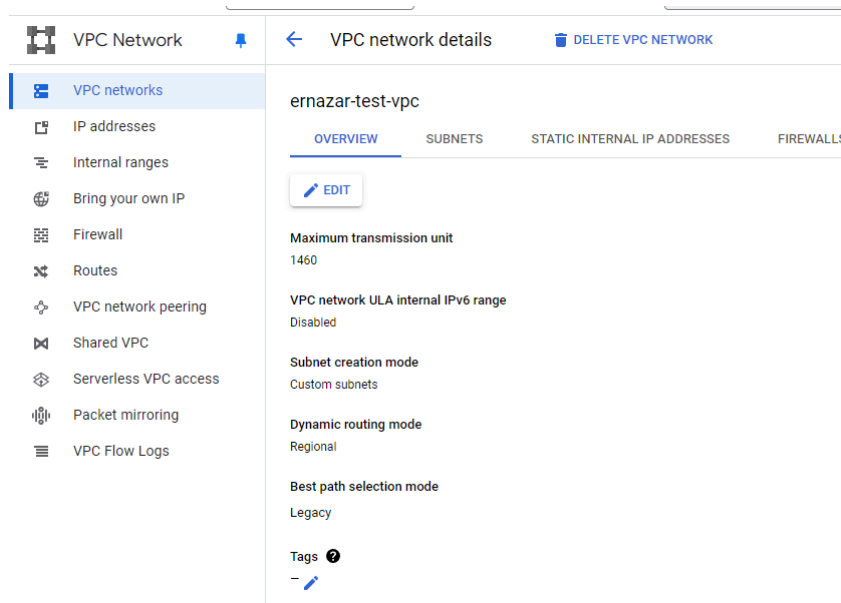 VPC Network
VPC network details
DELETE VPC NETWORK
VPC networks
IP addresses
Internal ranges
Bring your own IP
Firewall
Routes
VPC network peering
Shared VPC
Serverless VPC access
Packet mirroring
VPC Flow Logs
ernazar-test-vpc
OVERVIEW SUBNETS STATIC INTERNAL IP ADDRESSES FIREWALLS
EDIT
Maximum transmission unit
1460
VPC network ULA internal IPv6 range
Disabled
Subnet creation mode
Custom subnets
Dynamic routing mode
Regional
Best path selection mode
Legacy
Tags
—